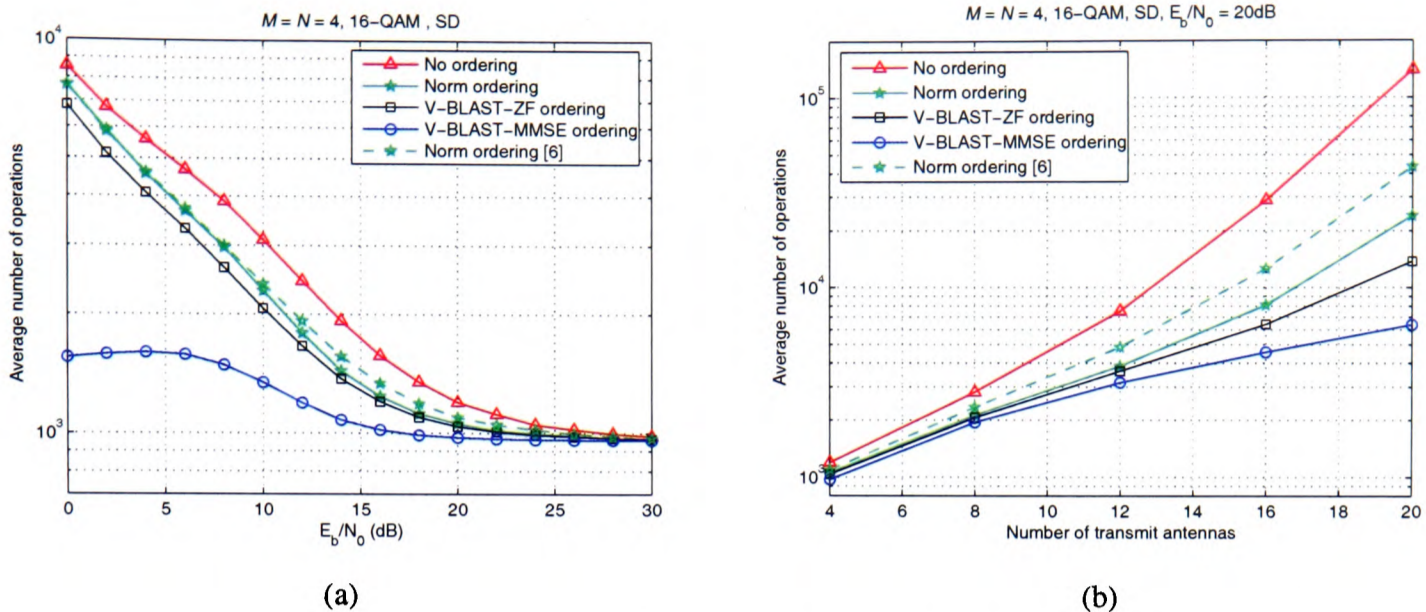 M = N = 4, 16-QAM , SD
10^4
10^3
0 5 10 15 20 25 30
Average number of operations
E_b/N_0 (dB)
No ordering
Norm ordering
V-BLAST-ZF ordering
V-BLAST-MMSE ordering
Norm ordering [6]
(a)
M = N = 4, 16-QAM, SD, E_b/N_0 = 20dB
10^5
10^4
10^3
4 6 8 10 12 14 16 18 20
Average number of operations
Number of transmit antennas
No ordering
Norm ordering
V-BLAST-ZF ordering
V-BLAST-MMSE ordering
Norm ordering [6]
(b)